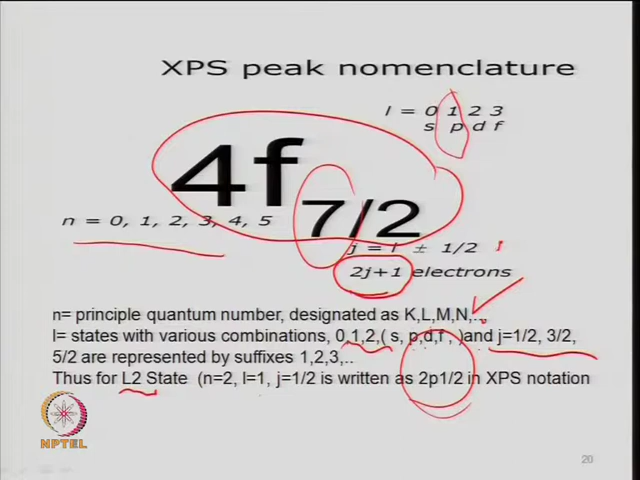 XPS peak nomenclature
l = 0 1 2 3
s p d f
4f7/2
n = 0, 1, 2, 3, 4, 5
j = l ± 1/2
2j+1 electrons
n= principle quantum number, designated as K,L,M,N,..
l= states with various combinations, 0,1,2,( s, p,d,f , )and j=1/2, 3/2,
5/2 are represented by suffixes 1,2,3,..
Thus for L2 State (n=2, l=1, j=1/2 is written as 2p1/2 in XPS notation
NPTEL
20